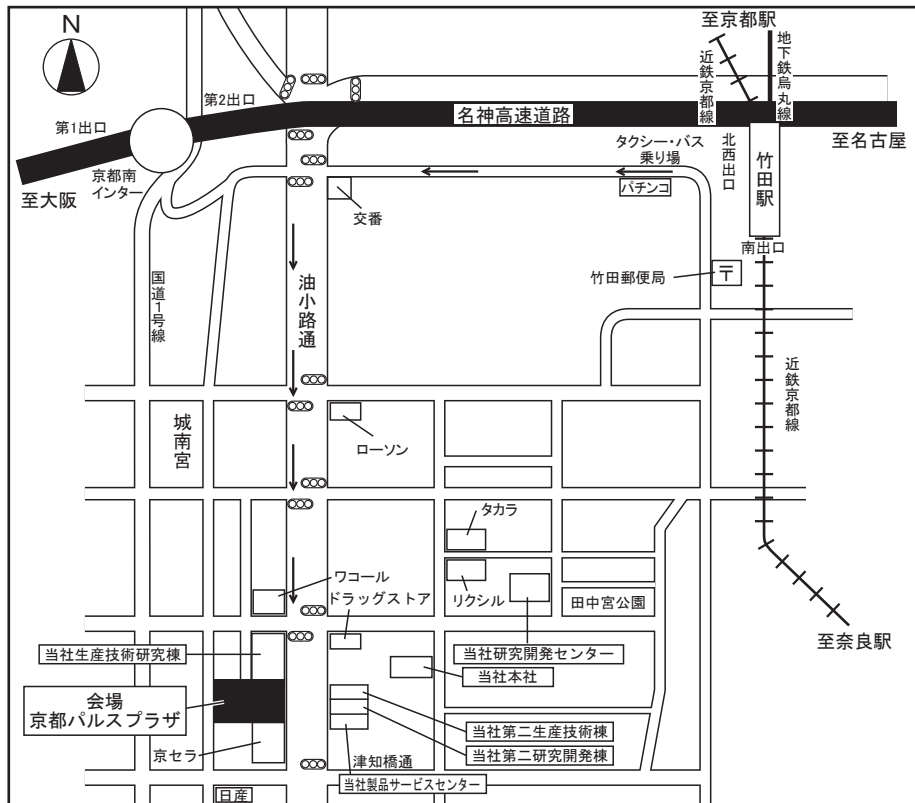 N
至京都駅
近鉄京都線
地下鉄烏丸線
第2出口
第1出口
名神高速道路
至名古屋
京都南
インター
至大阪
タクシー・バス
乗り場
北西出口
竹田駅
パチンコ
交番
南出口
竹田郵便局
〒
国道1号線
油小路通
近鉄京都線
城南宮
ローソン
タカラ
ワコール
ドラッグストア
リクシル
田中宮公園
至奈良駅
当社生産技術研究棟
当社研究開発センター
当社本社
会場
京都パルスプラザ
当社第二生産技術棟
当社第二研究開発棟
京セラ
津知橋通
当社製品サービスセンター
日産